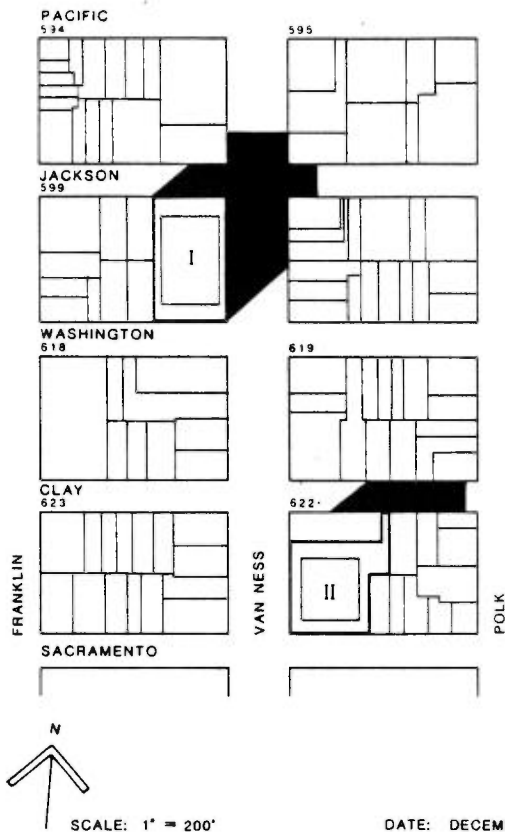 PACIFIC
594
595
JACKSON
599
I
WASHINGTON
618
619
CLAY
623
622
FRANKLIN
VAN NESS
II
POLK
SACRAMENTO
N
SCALE: 1" = 200'
DATE: DECEM